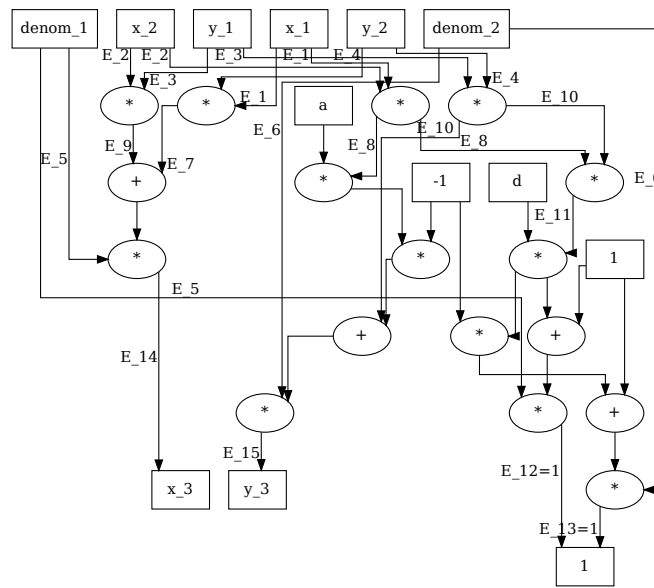 denom_1
x_2
y_1
x_1
y_2
denom_2
E_2
E_2
E_3
E_1
E_4
E_3
E_4
*
*
E_1
a
*
*
E_10
E_6
E_10
E_9
E_5
E_7
E_8
E_8
+
*
-1
d
*
E_11
*
*
*
1
E_5
+
*
+
E_14
*
*
+
E_15
E_12=1
x_3
y_3
*
E_13=1
1